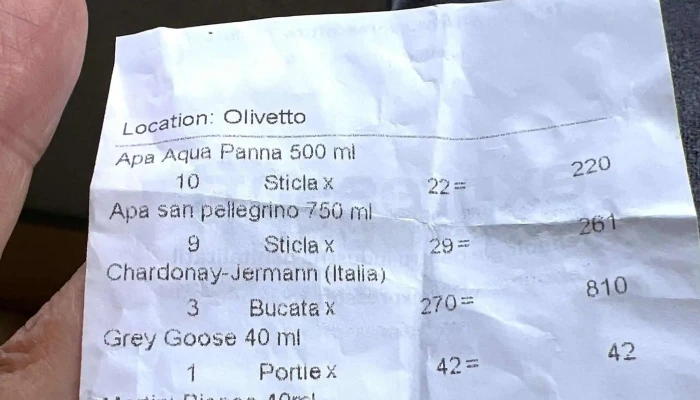 Location: Olivetto
Apa Aqua Panna 500 ml
10 Sticla x 22= 220
Apa san pellegrino 750 ml
9 Sticla x 29= 261
Chardonay-Jermann (Italia)
3 Bucata x 270= 810
Grey Goose 40 ml
1 Portie x 42= 42